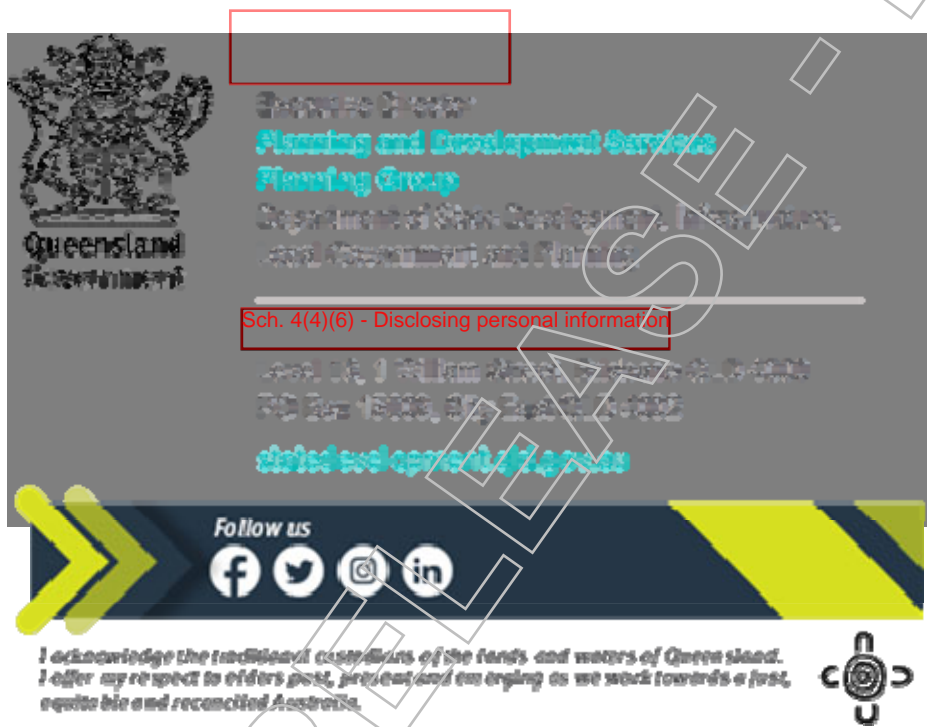 Queensland
Government
Executive Director
Planning and Development Services
Planning Group
Department of State Development, Infrastructure,
Local Government and Planning
Sch. 4(4)(6) - Disclosing personal information
Level 13, 1 William Street, Brisbane QLD 4000
PO Box 15009, City East QLD 4002
statedevelopment.qld.gov.au
Follow us
I acknowledge the traditional custodians of the lands and waters of Queensland.
I offer my respect to elders past, present and emerging as we work towards a just,
equitable and reconciled Australia.
RELEASE -